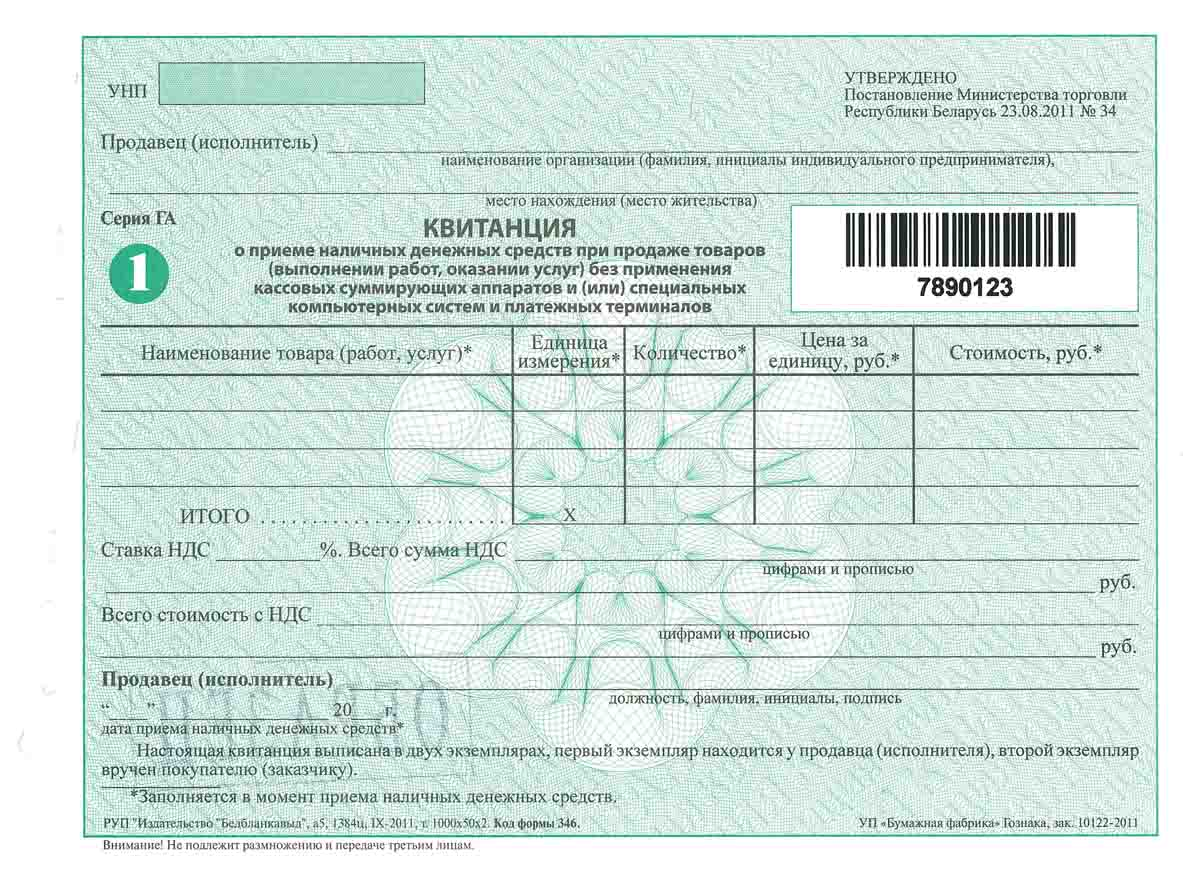 УНП
УТВЕРЖДЕНО
Постановление Министерства торговли
Республики Беларусь 23.08.2011 № 34
Продавец (исполнитель)
наименование организации (фамилия, инициалы индивидуального предпринимателя),
место нахождения (место жительства)
Серия ГА
1
КВИТАНЦИЯ
о приеме наличных денежных средств при продаже товаров
(выполнении работ, оказании услуг) без применения
кассовых суммирующих аппаратов и (или) специальных
компьютерных систем и платежных терминалов
7890123
Наименование товара (работ, услуг)*
Единица
измерения*
Количество*
Цена за
единицу, руб.*
Стоимость, руб.*
ИТОГО ........................ Х
Ставка НДС __________%. Всего сумма НДС
цифрами и прописью
руб.
Всего стоимость с НДС
цифрами и прописью
руб.
Продавец (исполнитель)
должность, фамилия, инициалы, подпись
“____” ________________ 20___ г.
дата приема наличных денежных средств*
Настоящая квитанция выписана в двух экземплярах, первый экземпляр находится у продавца (исполнителя), второй экземпляр
вручен покупателю (заказчику).
*Заполняется в момент приема наличных денежных средств.
РУП "Издательство "Белбланкавыд", а5, 1384ц, IX-2011, т. 1000х50х2. Код формы 346.
УП «Бумажная фабрика» Гознака, зак. 10122-2011
Внимание! Не подлежит размножению и передаче третьим лицам.